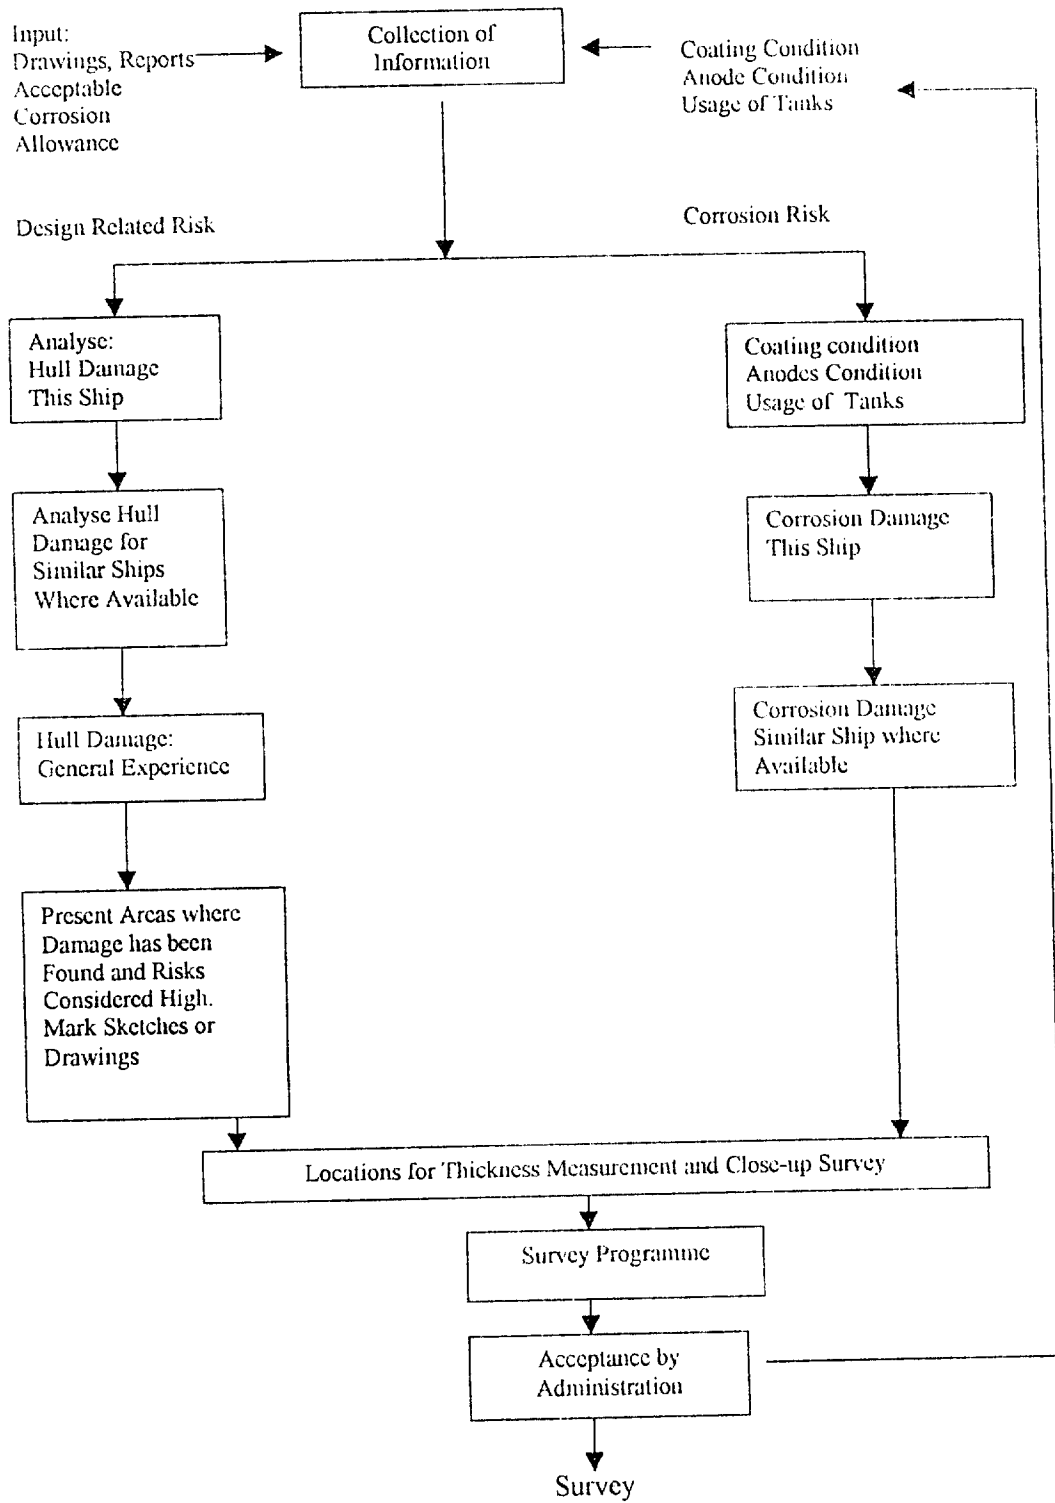 Input:
Drawings, Reports
Acceptable
Corrosion
Allowance
Collection of
Information
Coating Condition
Anode Condition
Usage of Tanks
Design Related Risk
Corrosion Risk
Analyse:
Hull Damage
This Ship
Coating condition
Anodes Condition
Usage of Tanks
Analyse Hull
Damage for
Similar Ships
Where Available
Corrosion Damage
This Ship
Hull Damage:
General Experience
Corrosion Damage
Similar Ship where
Available
Present Areas where
Damage has been
Found and Risks
Considered High.
Mark Sketches or
Drawings
Locations for Thickness Measurement and Close-up Survey
Survey Programme
Acceptance by
Administration
Survey